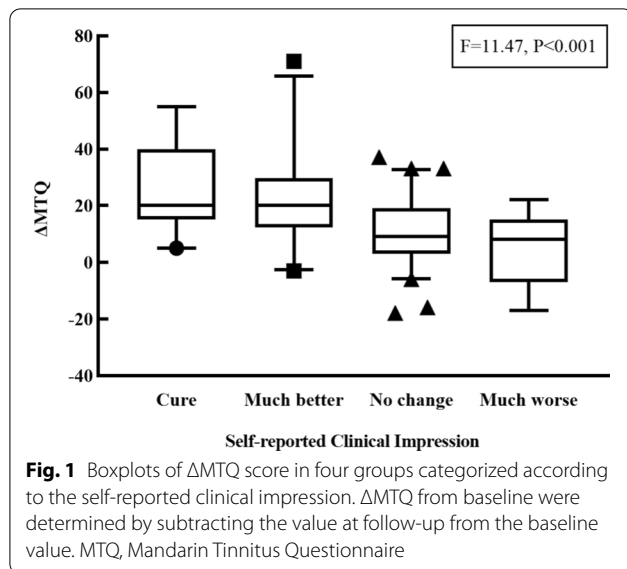 80
F=11.47, P<0.001
60
40
20
0
-20
-40
ΔMTQ
Cure Much better No change Much worse
Self-reported Clinical Impression
Fig. 1 Boxplots of ΔMTQ score in four groups categorized according
to the self-reported clinical impression. ΔMTQ from baseline were
determined by subtracting the value at follow-up from the baseline
value. MTQ, Mandarin Tinnitus Questionnaire